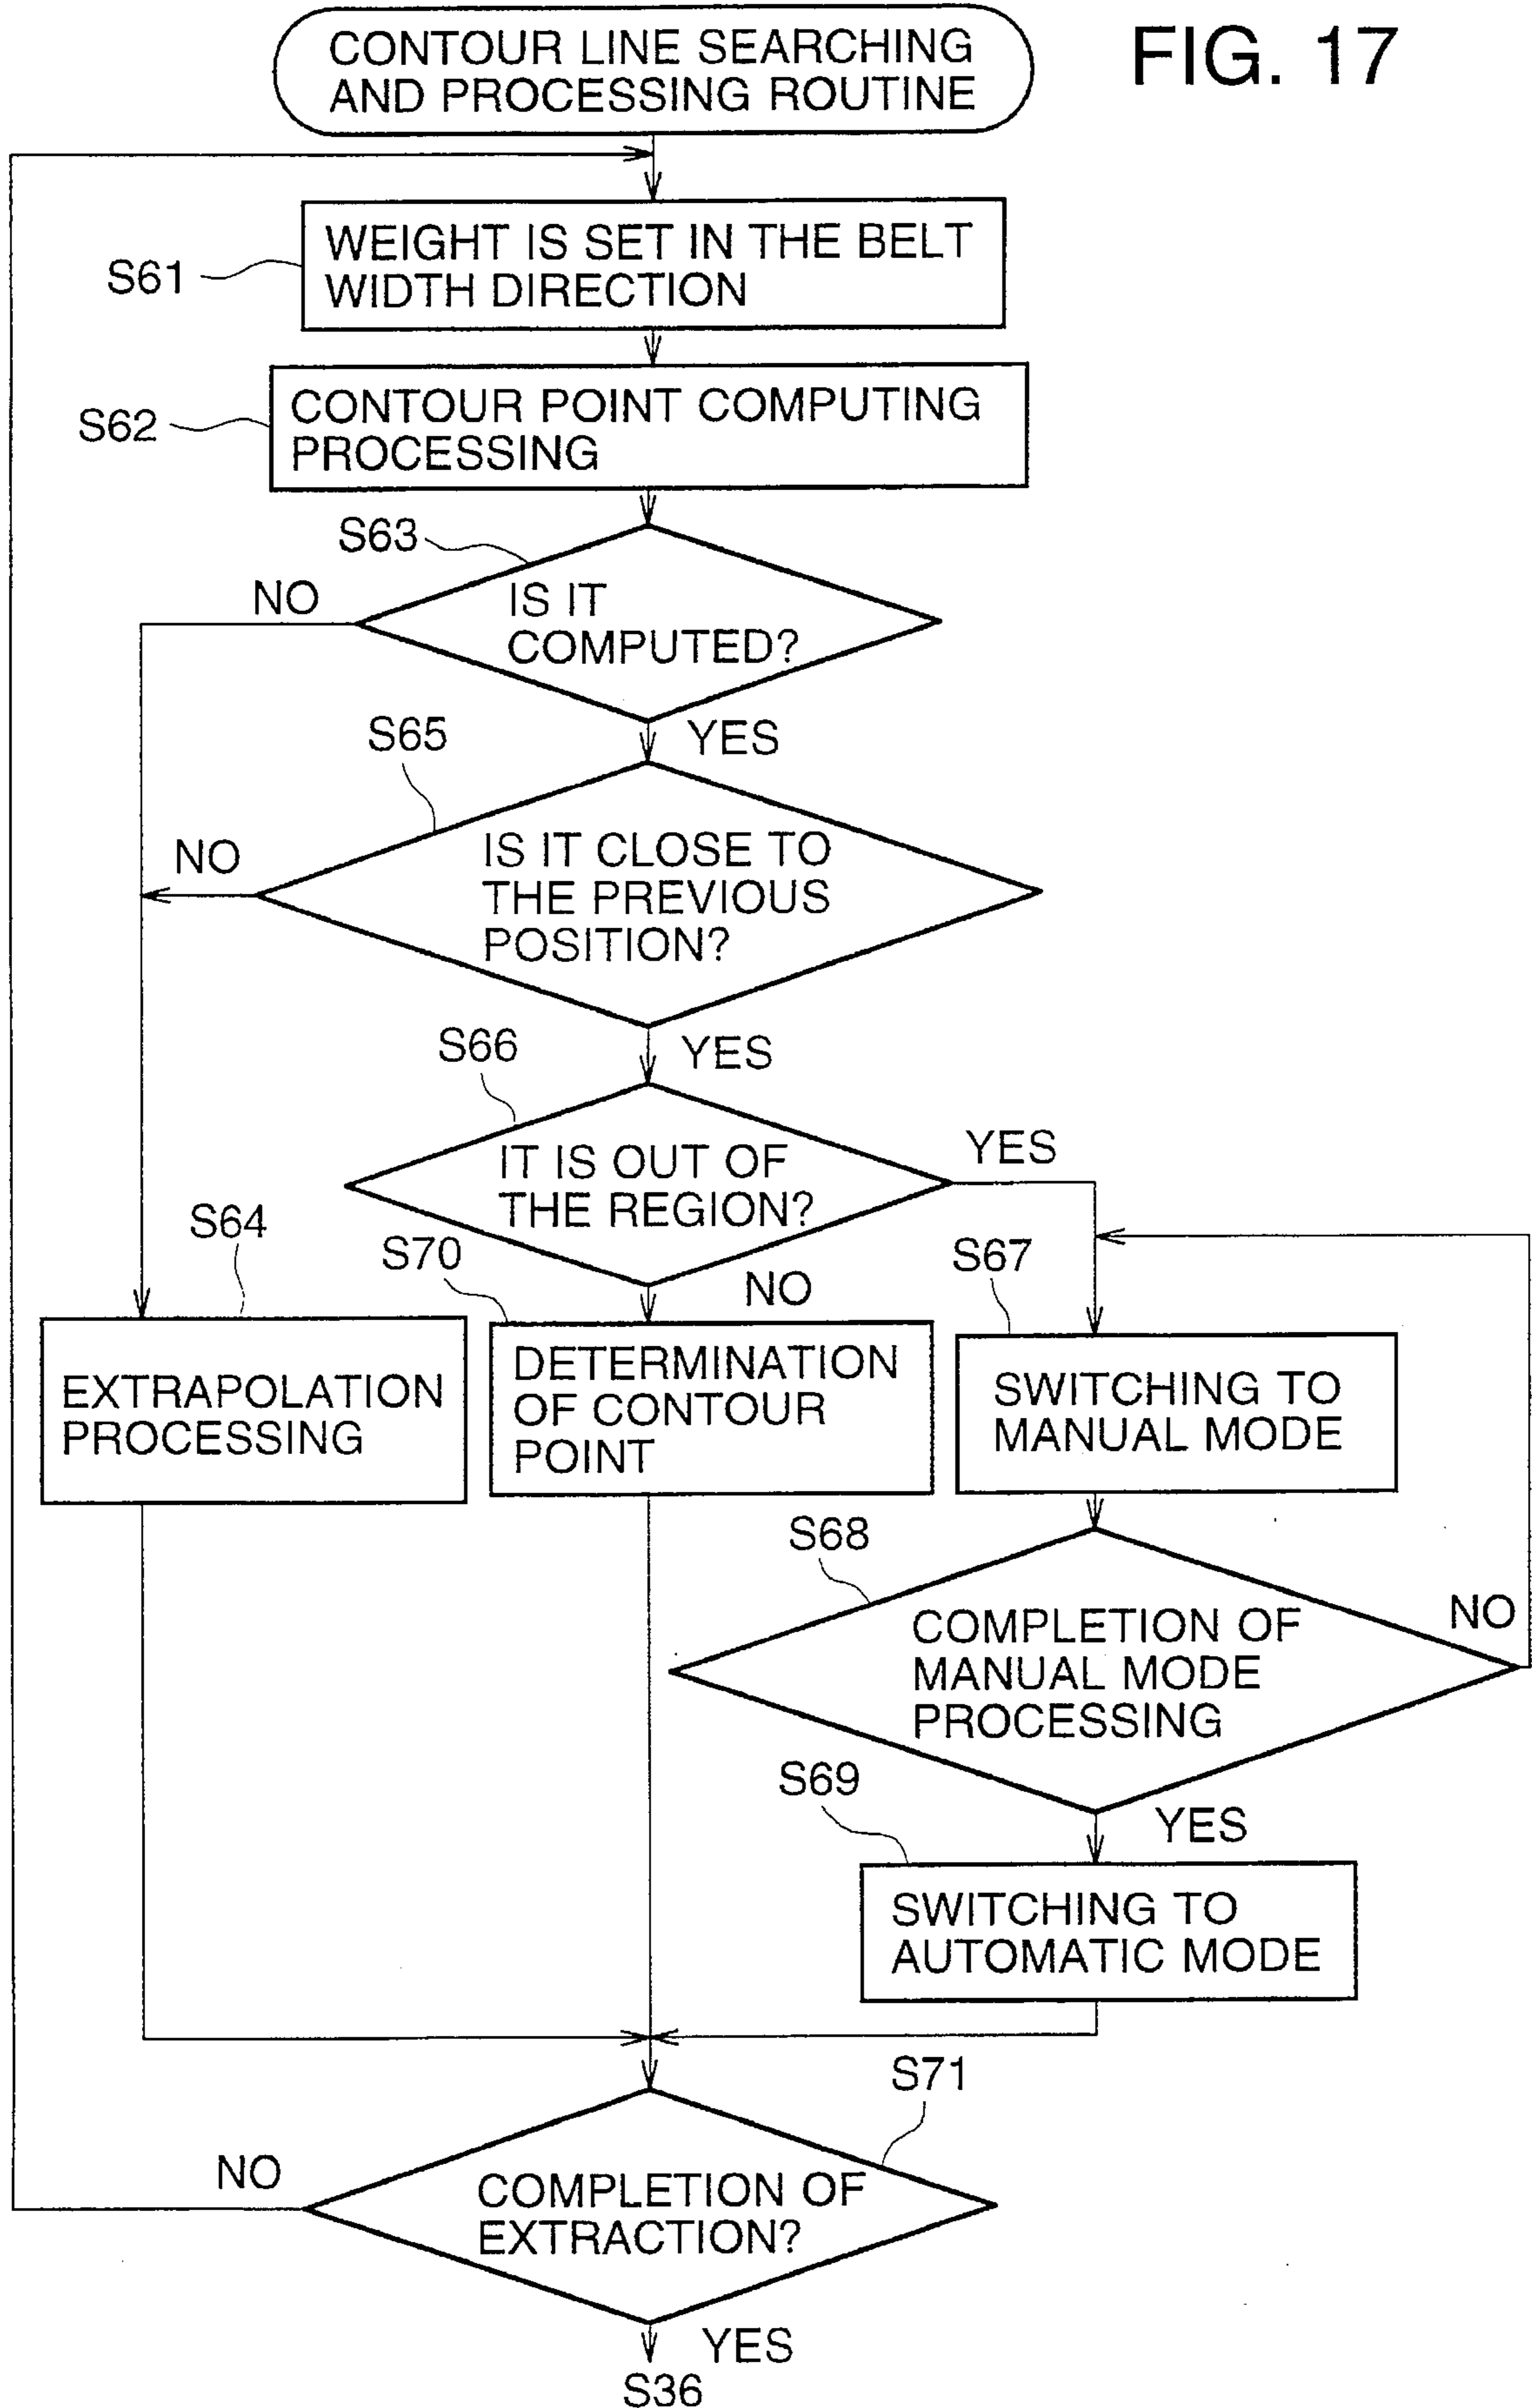 FIG. 17
CONTOUR LINE SEARCHING
AND PROCESSING ROUTINE
S61
WEIGHT IS SET IN THE BELT
WIDTH DIRECTION
S62
CONTOUR POINT COMPUTING
PROCESSING
S63
NO
IS IT
COMPUTED?
YES
S65
NO
IS IT CLOSE TO
THE PREVIOUS
POSITION?
YES
S66
IT IS OUT OF
THE REGION?
YES
NO
S64
EXTRAPOLATION
PROCESSING
S70
DETERMINATION
OF CONTOUR
POINT
S67
SWITCHING TO
MANUAL MODE
S68
COMPLETION OF
MANUAL MODE
PROCESSING
NO
YES
S69
SWITCHING TO
AUTOMATIC MODE
S71
NO
COMPLETION OF
EXTRACTION?
YES
S36